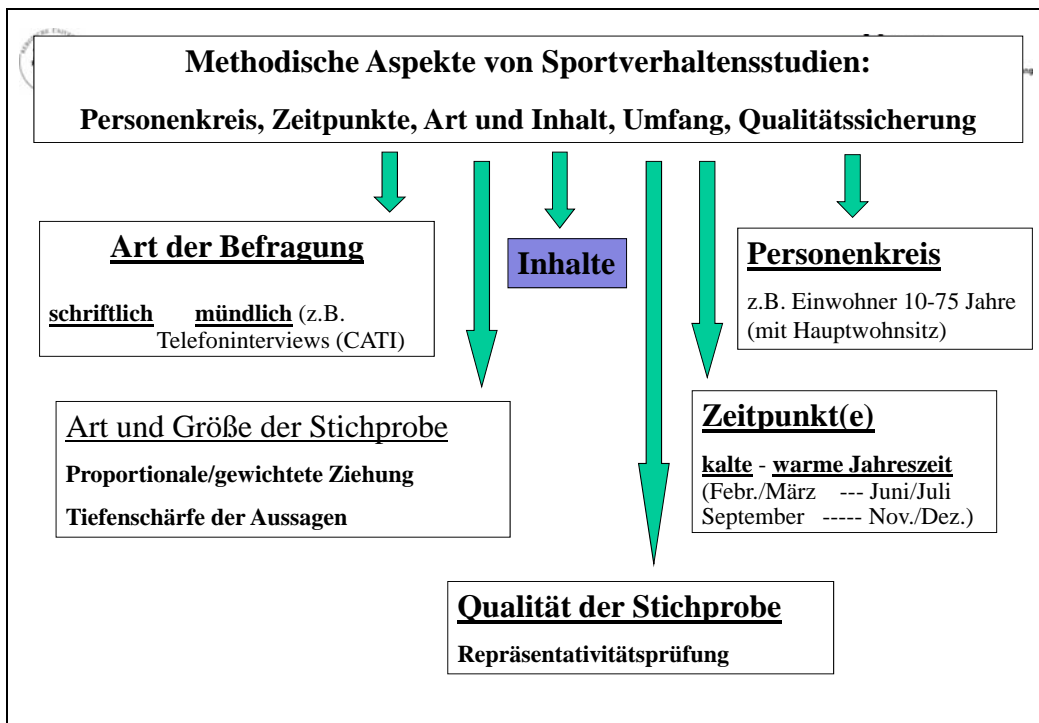 Methodische Aspekte von Sportverhaltensstudien:
Personenkreis, Zeitpunkte, Art und Inhalt, Umfang, Qualitätssicherung
Art der Befragung
schriftlich mündlich (z.B.
Telefoninterviews (CATI)
Inhalte
Personenkreis
z.B. Einwohner 10-75 Jahre
(mit Hauptwohnsitz)
Art und Größe der Stichprobe
Proportionale/gewichtete Ziehung
Tiefenschärfe der Aussagen
Zeitpunkt(e)
kalte - warme Jahreszeit
(Febr./März --- Juni/Juli
September ----- Nov./Dez.)
Qualität der Stichprobe
Repräsentativitätsprüfung